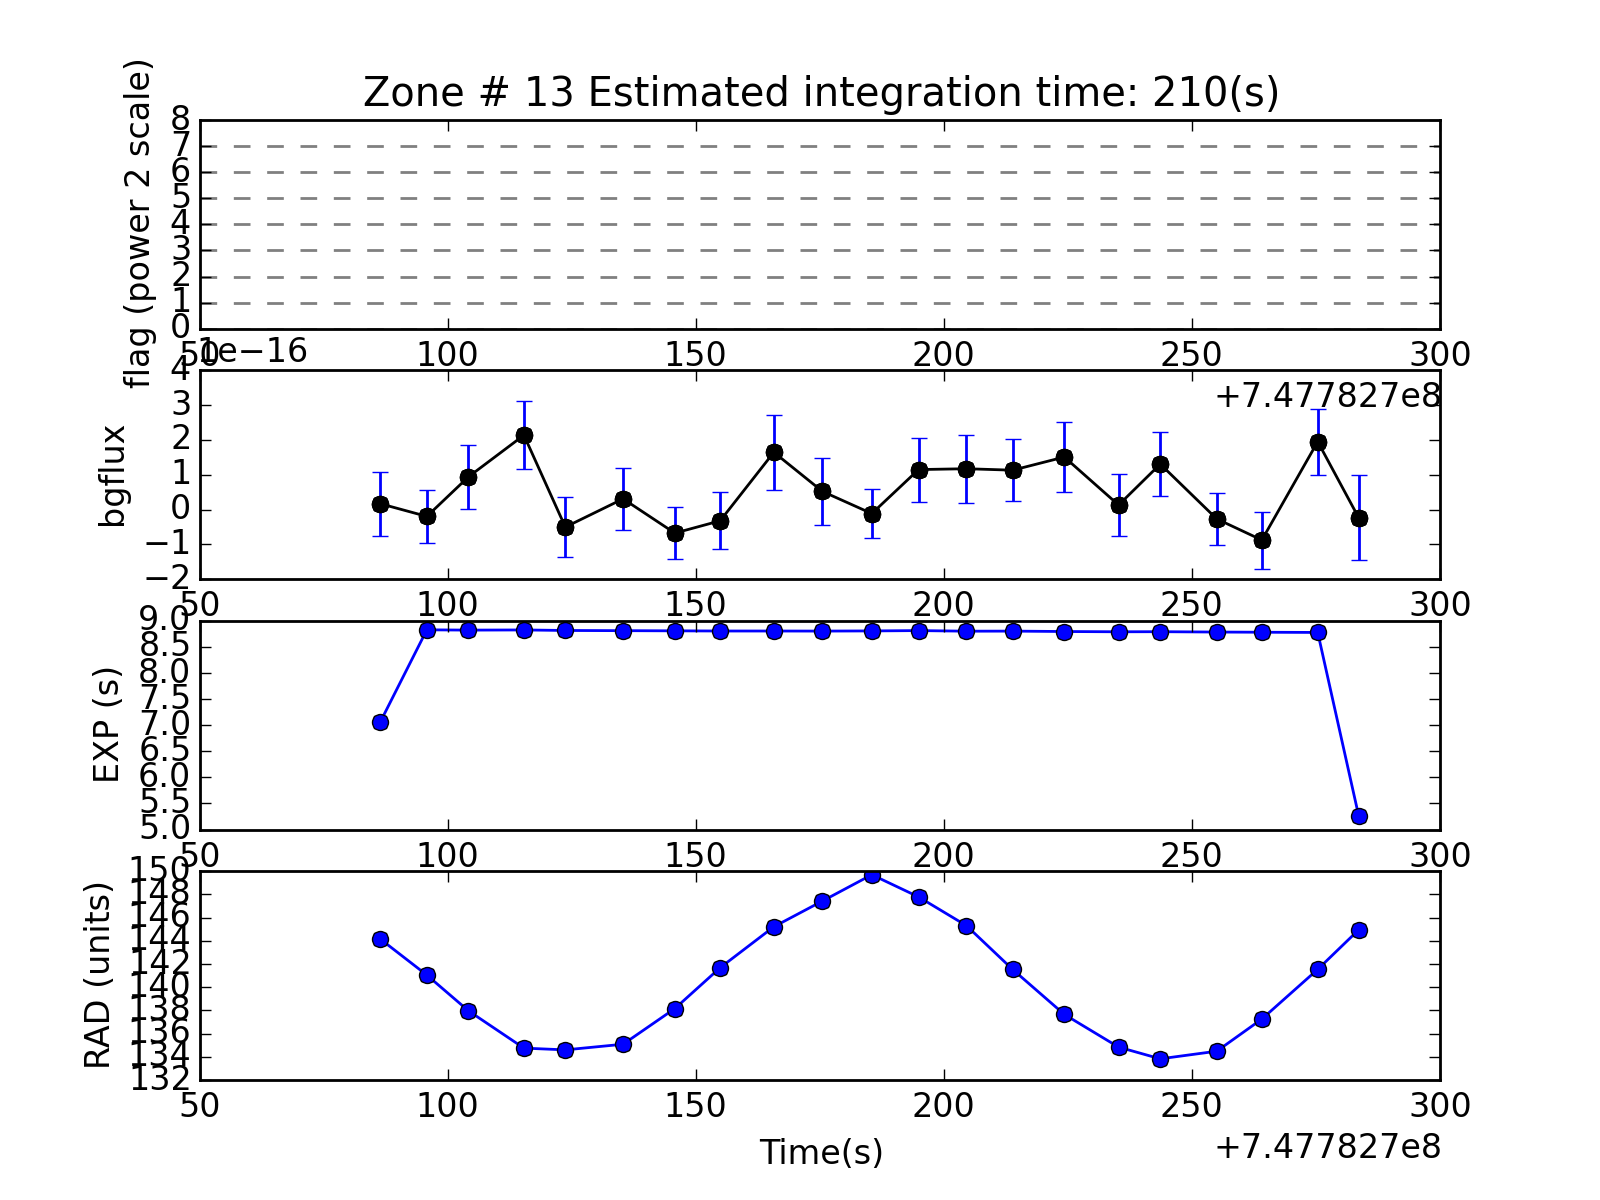 Zone # 13 Estimated integration time: 210(s)
flag (power 2 scale)
8
7
6
5
4
3
2
1
0
50 100 150 200 250 300
1e−16
+7.477827e8
bgflux
4
3
2
1
0
−1
−2
50 100 150 200 250 300
EXP (s)
9.0
8.5
8.0
7.5
7.0
6.5
6.0
5.5
5.0
50 100 150 200 250 300
RAD (units)
150
148
146
144
142
140
138
136
134
132
50 100 150 200 250 300
Time(s)
+7.477827e8